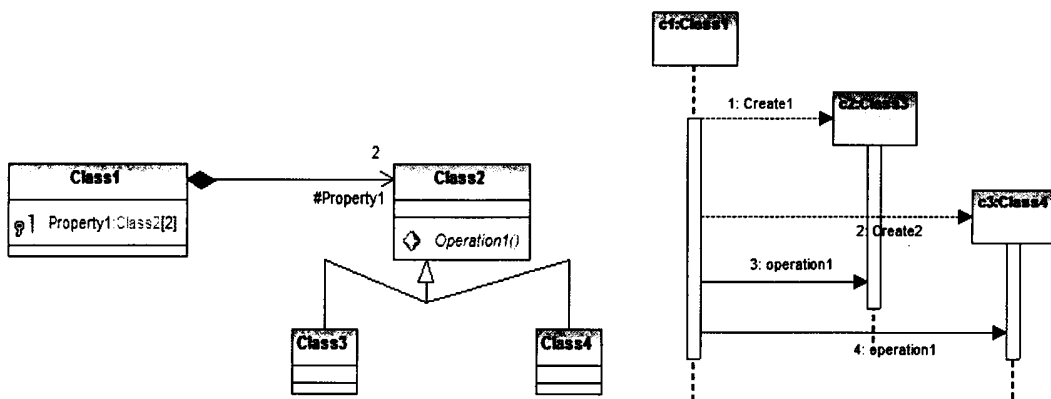 Class1
Property1:Class2[2]
2
#Property1
Class2
Operation1()
Class3
Class4
c1:Class1
1: Create1
c2:Class3
2: Create2
c3:Class4
3: operation1
4: operation1